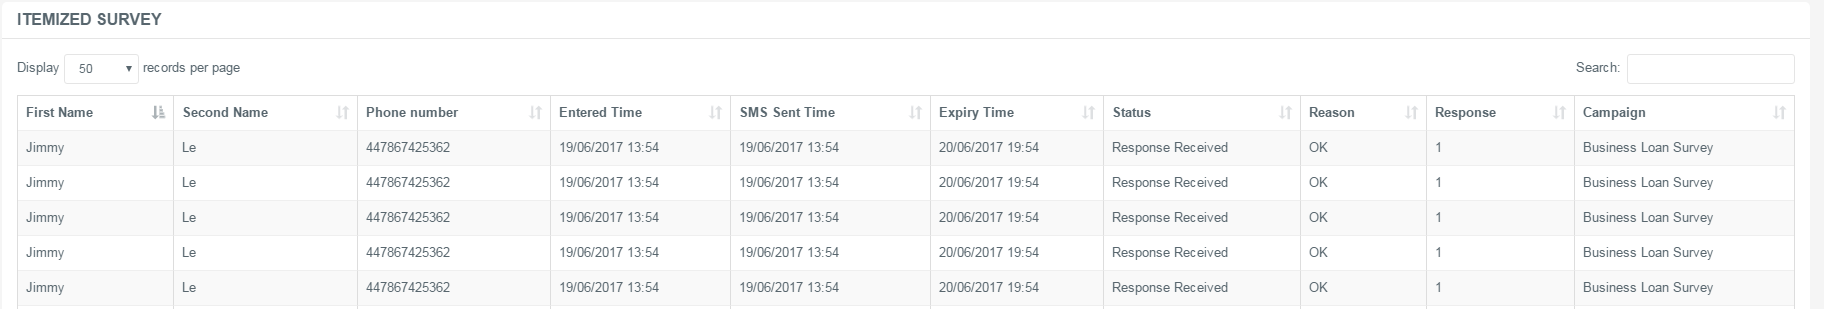 ITEMIZED SURVEY
Display 50 records per page Search:
First Name Second Name Phone number Entered Time SMS Sent Time Expiry Time Status Reason Response Campaign
Jimmy Le 447867425362 19/06/2017 13:54 19/06/2017 13:54 20/06/2017 19:54 Response Received OK 1 Business Loan Survey
Jimmy Le 447867425362 19/06/2017 13:54 19/06/2017 13:54 20/06/2017 19:54 Response Received OK 1 Business Loan Survey
Jimmy Le 447867425362 19/06/2017 13:54 19/06/2017 13:54 20/06/2017 19:54 Response Received OK 1 Business Loan Survey
Jimmy Le 447867425362 19/06/2017 13:54 19/06/2017 13:54 20/06/2017 19:54 Response Received OK 1 Business Loan Survey
Jimmy Le 447867425362 19/06/2017 13:54 19/06/2017 13:54 20/06/2017 19:54 Response Received OK 1 Business Loan Survey